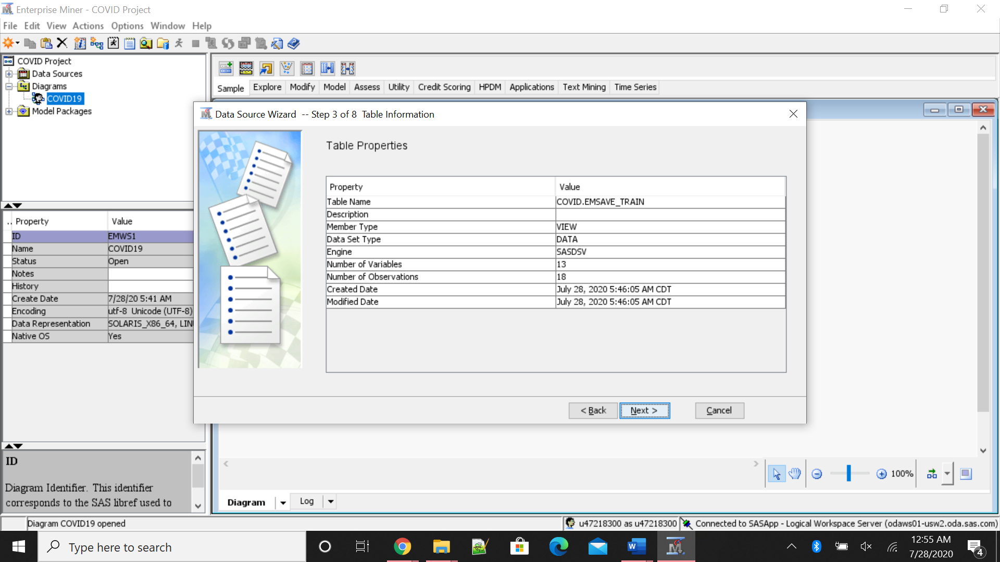 Enterprise Miner - COVID Project
File Edit View Actions Options Window Help
COVID Project
Data Sources
Diagrams
COVID19
Model Packages
Sample Explore Modify Model Assess Utility Credit Scoring HPDM Applications Text Mining Time Series
Data Source Wizard -- Step 3 of 8 Table Information
Table Properties
Property Value
Table Name COVID.EMSAVE_TRAIN
Description
Member Type VIEW
Data Set Type DATA
Engine SASDSV
Number of Variables 13
Number of Observations 18
Created Date July 28, 2020 5:46:05 AM CDT
Modified Date July 28, 2020 5:46:05 AM CDT
< Back Next > Cancel
.. Property Value
ID EMWS1
Name COVID19
Status Open
Notes
History
Create Date 7/28/20 5:41 AM
Encoding utf-8 Unicode (UTF-8)
Data Representation SOLARIS_X86_64, LIN
Native OS Yes
ID
Diagram Identifier. This identifier
corresponds to the SAS libref used to
100%
Diagram Log
Diagram COVID19 opened
u47218300 as u47218300 Connected to SASApp - Logical Workspace Server (odaws01-usw2.oda.sas.com)
Type here to search
12:55 AM
7/28/2020
4